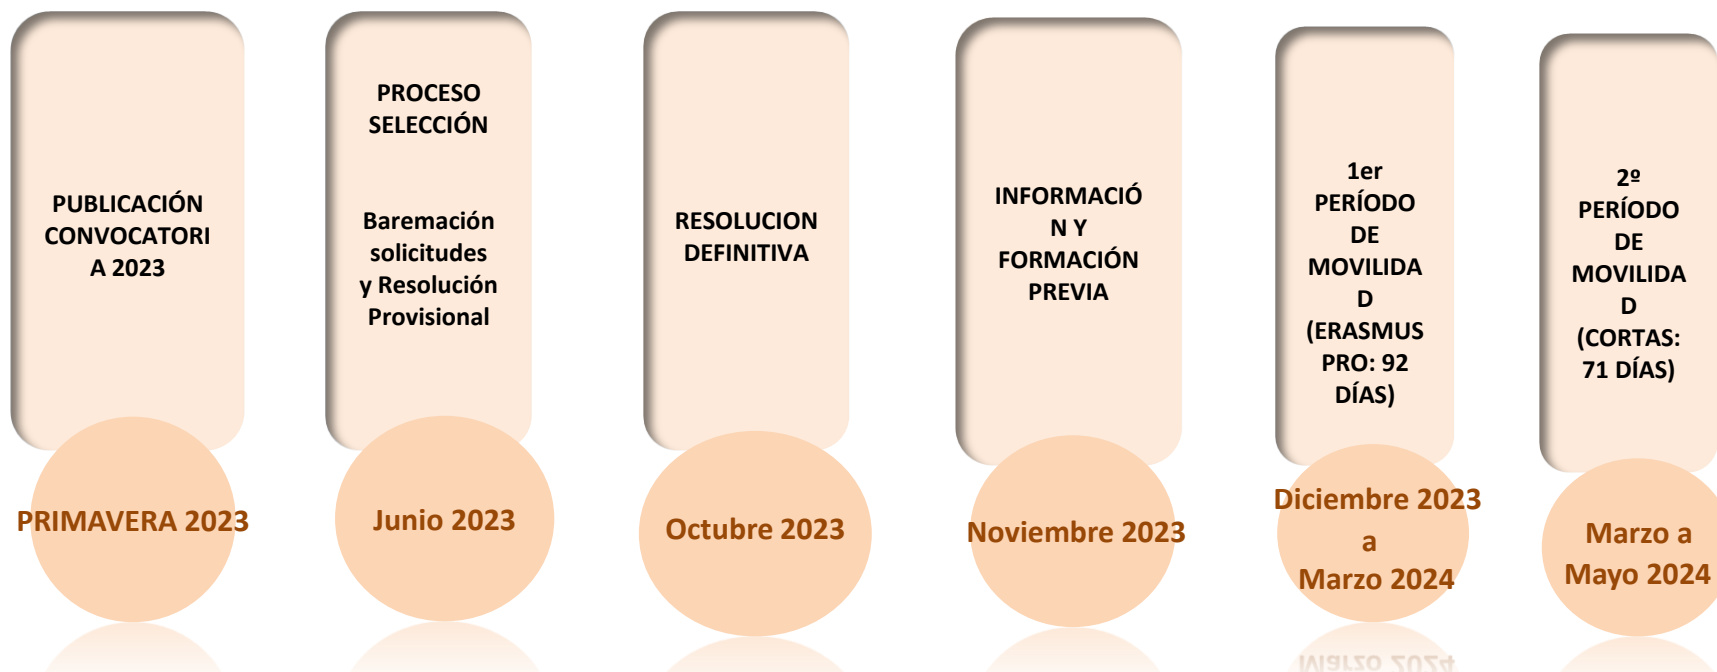 PUBLICACIÓN
CONVOCATORI
A 2023
PRIMAVERA 2023
PROCESO
SELECCIÓN
Baremación
solicitudes
y Resolución
Provisional
Junio 2023
RESOLUCION
DEFINITIVA
Octubre 2023
INFORMACIÓ
N Y
FORMACIÓN
PREVIA
Noviembre 2023
1er
PERÍODO
DE
MOVILIDA
D
(ERASMUS
PRO: 92
DÍAS)
Diciembre 2023
a
Marzo 2024
2º
PERÍODO
DE
MOVILIDA
D
(CORTAS:
71 DÍAS)
Marzo a
Mayo 2024